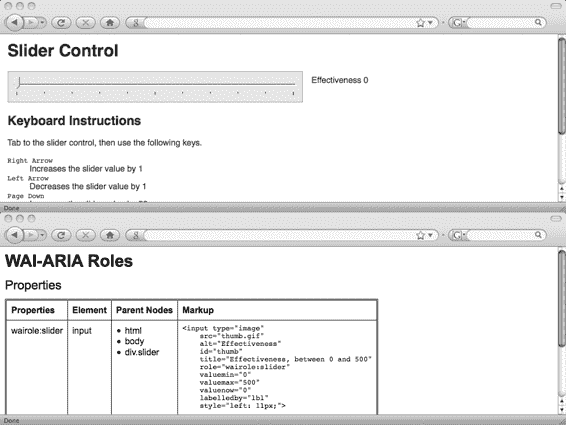 Slider Control
Effectiveness 0
Keyboard Instructions
Tab to the slider control, then use the following keys.
Right Arrow
Increases the slider value by 1
Left Arrow
Decreases the slider value by 1
Page Down
Done
WAI-ARIA Roles
Properties
Properties Element Parent Nodes Markup
wairole:slider input • html <input type="image"
• body src="thumb.gif"
• div.slider alt="Effectiveness"
id="thumb"
title="Effectiveness, between 0 and 500"
role="wairole:slider"
valuemin="0"
valuemax="500"
valuenow="0"
labelledby="lbl"
style="left: 11px;">
Done